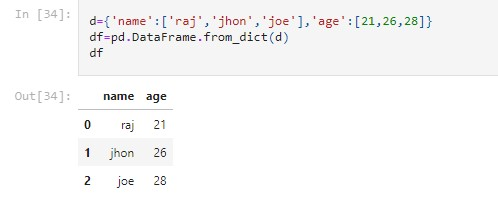 In [34]: d={'name':['raj','jhon','joe'],'age':[21,26,28]}
df=pd.DataFrame.from_dict(d)
df
Out[34]:
name age
0 raj 21
1 jhon 26
2 joe 28